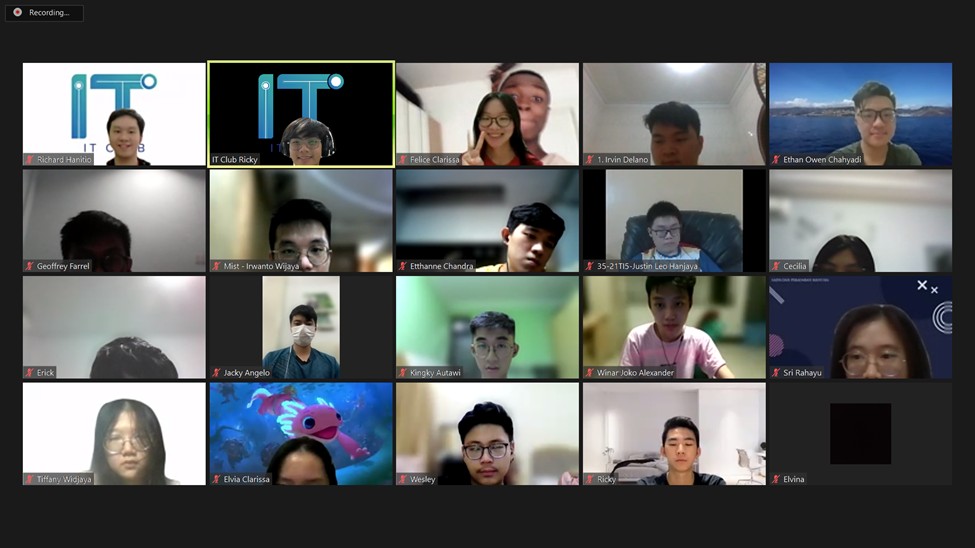 Recording...
IT
IT CLUB
Richard Hanitio
IT
IT Club Ricky
Felice Clarissa
1. Irvin Delano
Ethan Owen Chahyadi
Geoffrey Farrel
Mist - Irwanto Wijaya
Etthanne Chandra
35-21TI5-Justin Leo Hanjaya
Cecilia
Erick
Jacky Angelo
Kingky Autawi
Winar Joko Alexander
Sri Rahayu
Tiffany Widjaya
Elvia Clarissa
Wesley
Ricky
Elvina